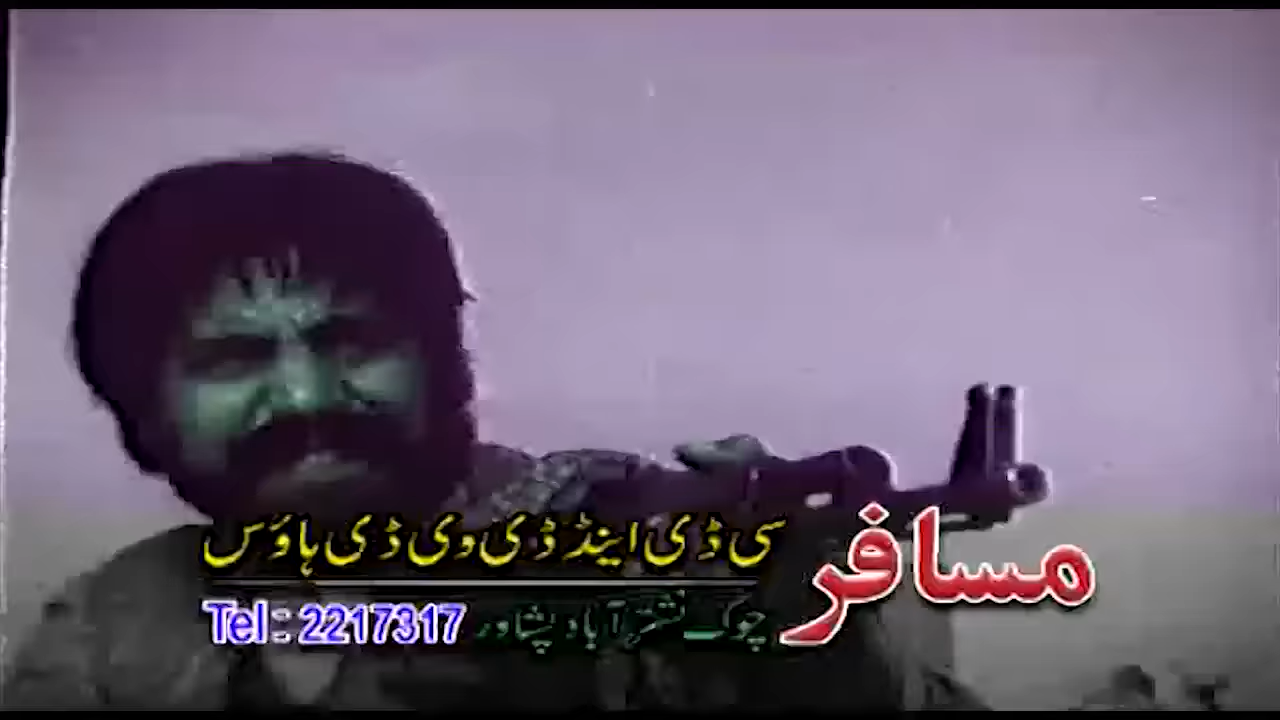 مسافر
سی ڈی اینڈ ڈی وی ڈی ہاؤس
چوک نشتر آباد پشاور Tel: 2217317